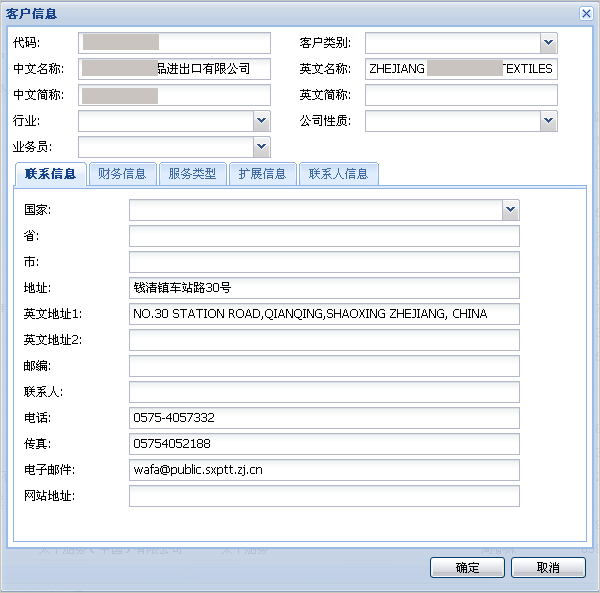 客户信息
代码:
客户类别:
中文名称: 品进出口有限公司
英文名称: ZHEJIANG TEXTILES
中文简称:
英文简称:
行业:
公司性质:
业务员:
联系信息 财务信息 服务类型 扩展信息 联系人信息
国家:
省:
市:
地址: 钱清镇车站路30号
英文地址1: NO.30 STATION ROAD,QIANQING,SHAOXING ZHEJIANG, CHINA
英文地址2:
邮编:
联系人:
电话: 0575-4057332
传真: 05754052188
电子邮件: wafa@public.sxptt.zj.cn
网站地址:
确定 取消